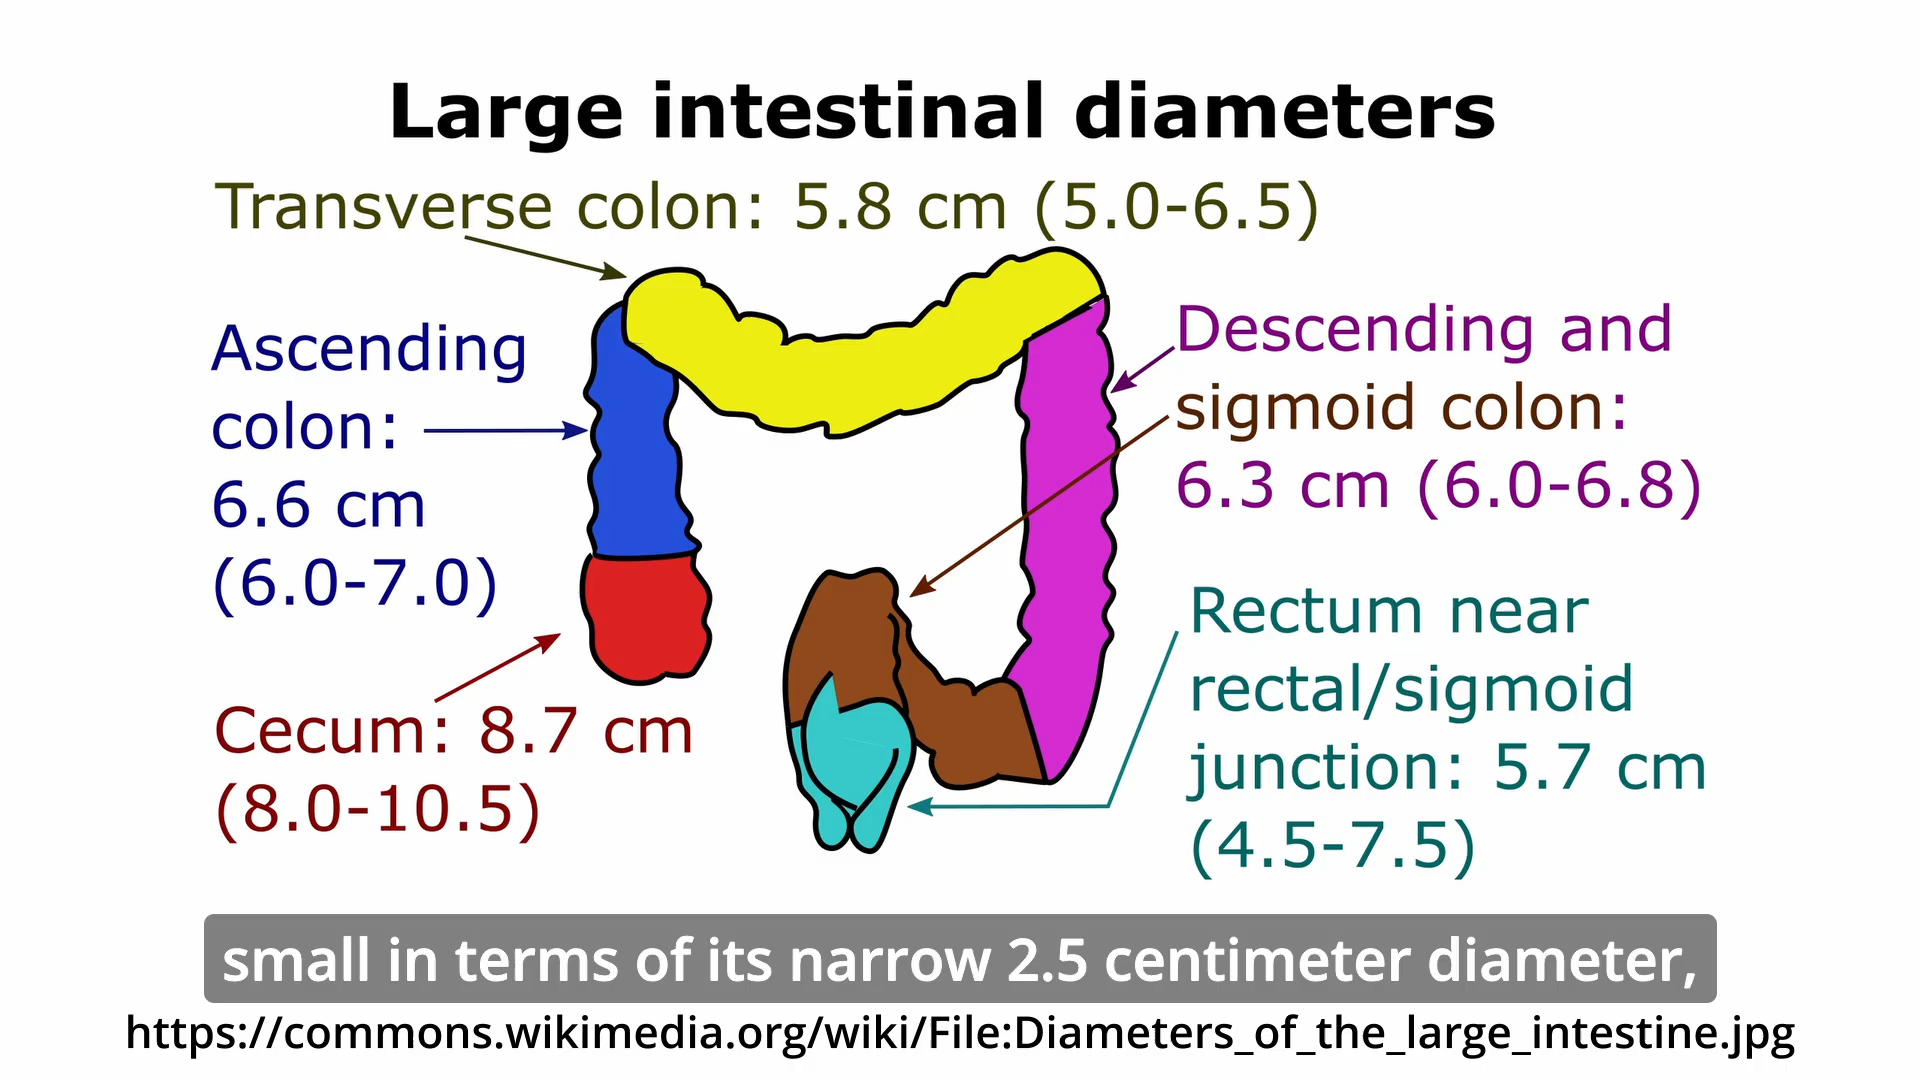 Large intestinal diameters
Transverse colon: 5.8 cm (5.0-6.5)
Ascending
colon:
6.6 cm
(6.0-7.0)
Cecum: 8.7 cm
(8.0-10.5)
Descending and
sigmoid colon:
6.3 cm (6.0-6.8)
Rectum near
rectal/sigmoid
junction: 5.7 cm
(4.5-7.5)
small in terms of its narrow 2.5 centimeter diameter,
https://commons.wikimedia.org/wiki/File:Diameters_of_the_large_intestine.jpg